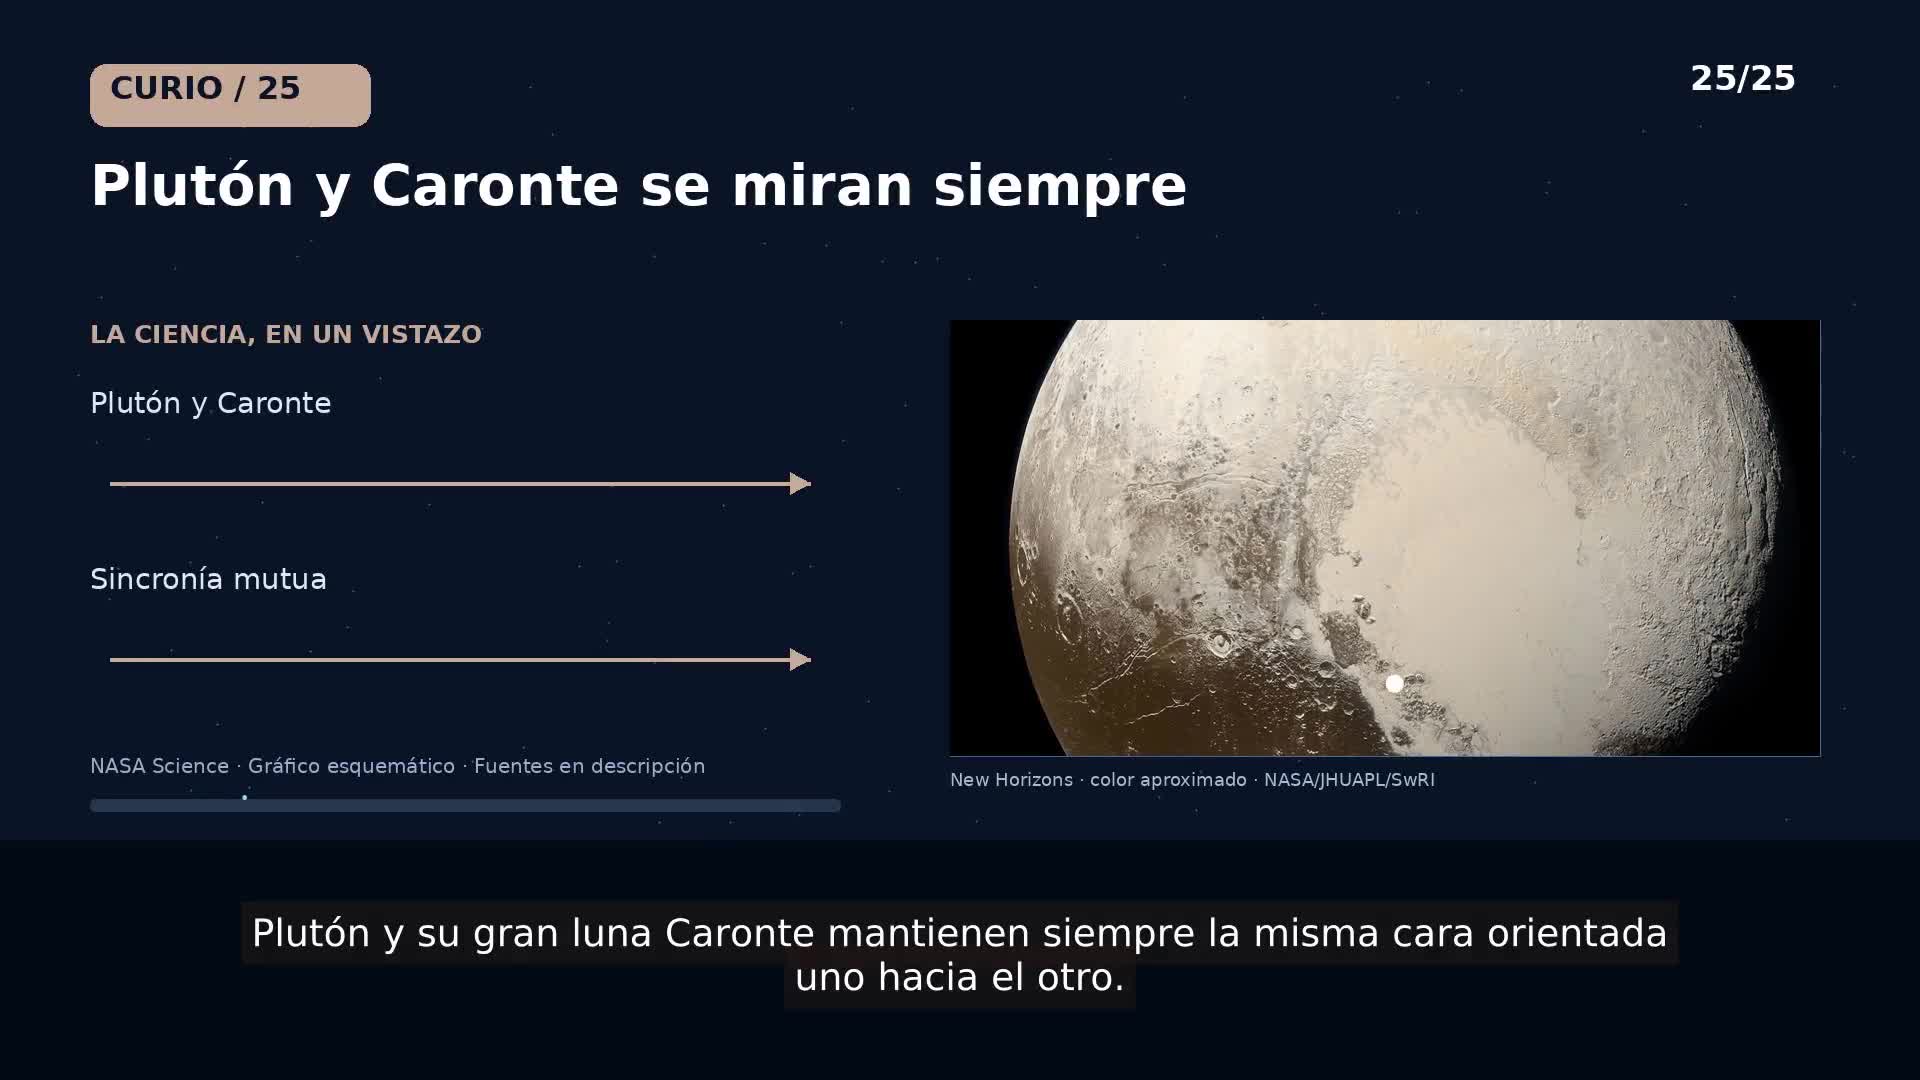 CURIO / 25
25/25
Plutón y Caronte se miran siempre
LA CIENCIA, EN UN VISTAZO
Plutón y Caronte
Sincronía mutua
NASA Science · Gráfico esquemático · Fuentes en descripción
New Horizons · color aproximado · NASA/JHUAPL/SwRI
Plutón y su gran luna Caronte mantienen siempre la misma cara orientada
uno hacia el otro.